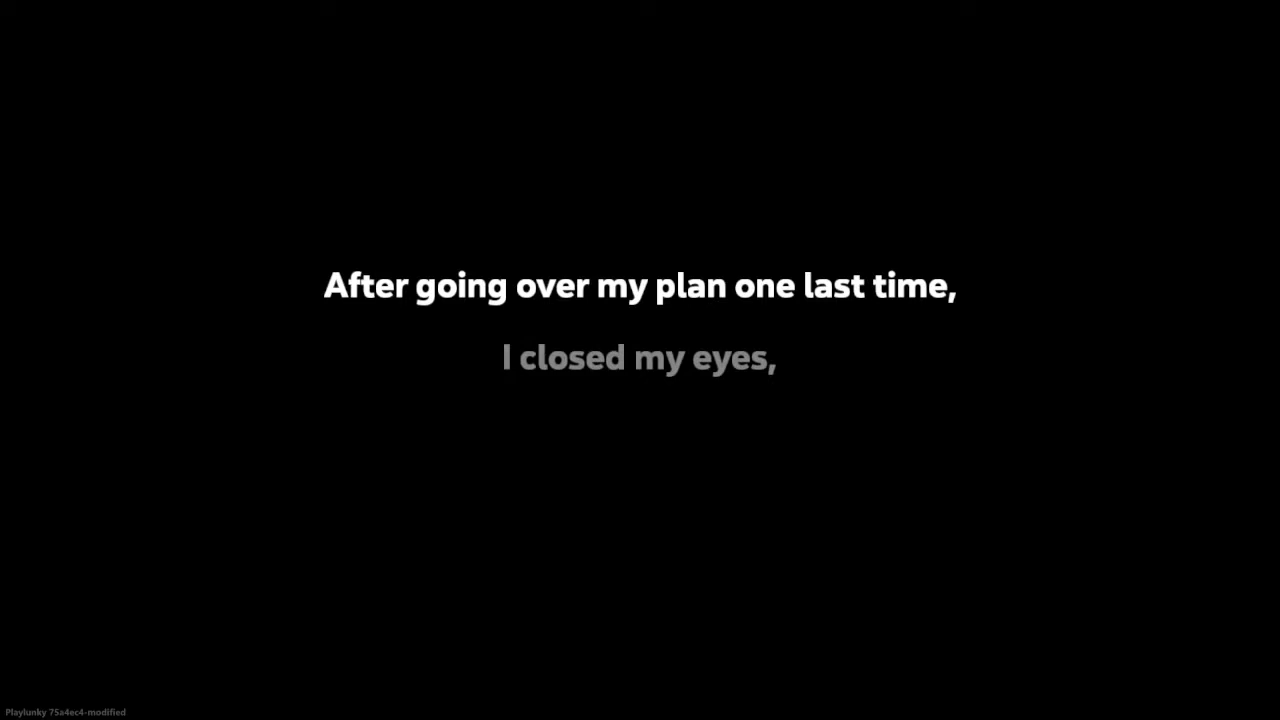 After going over my plan one last time,
I closed my eyes,
Playlunky 75a4ec4-modified